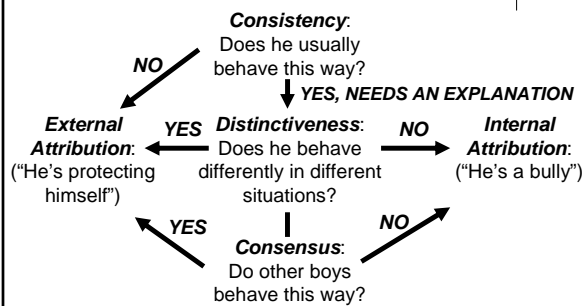 Consistency:
Does he usually
behave this way?
NO
YES, NEEDS AN EXPLANATION
External
Attribution:
(“He’s protecting
himself”)
YES
Distinctiveness:
Does he behave
differently in different
situations?
NO
Internal
Attribution:
(“He’s a bully”)
YES
NO
Consensus:
Do other boys
behave this way?